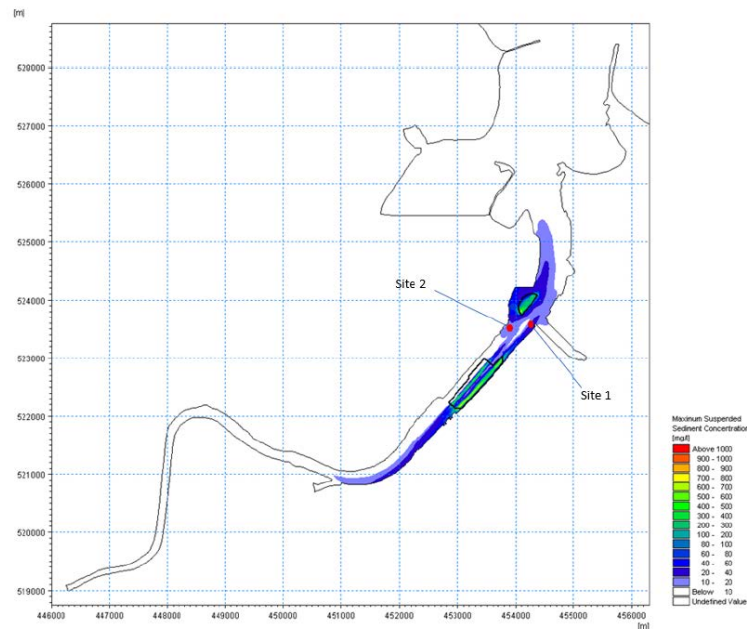 [m]
528000
527000
526000
525000
524000
523000
522000
521000
520000
519000
Site 2
Site 1
446000 447000 448000 449000 450000 451000 452000 453000 454000 455000 456000
[m]
Maximum Suspended
Sediment Concentration
[mg/l]
Above 1000
900 - 1000
800 - 900
700 - 800
600 - 700
500 - 600
400 - 500
300 - 400
200 - 300
100 - 200
80 - 100
60 - 80
40 - 60
20 - 40
10 - 20
Below 10
Undefined Value